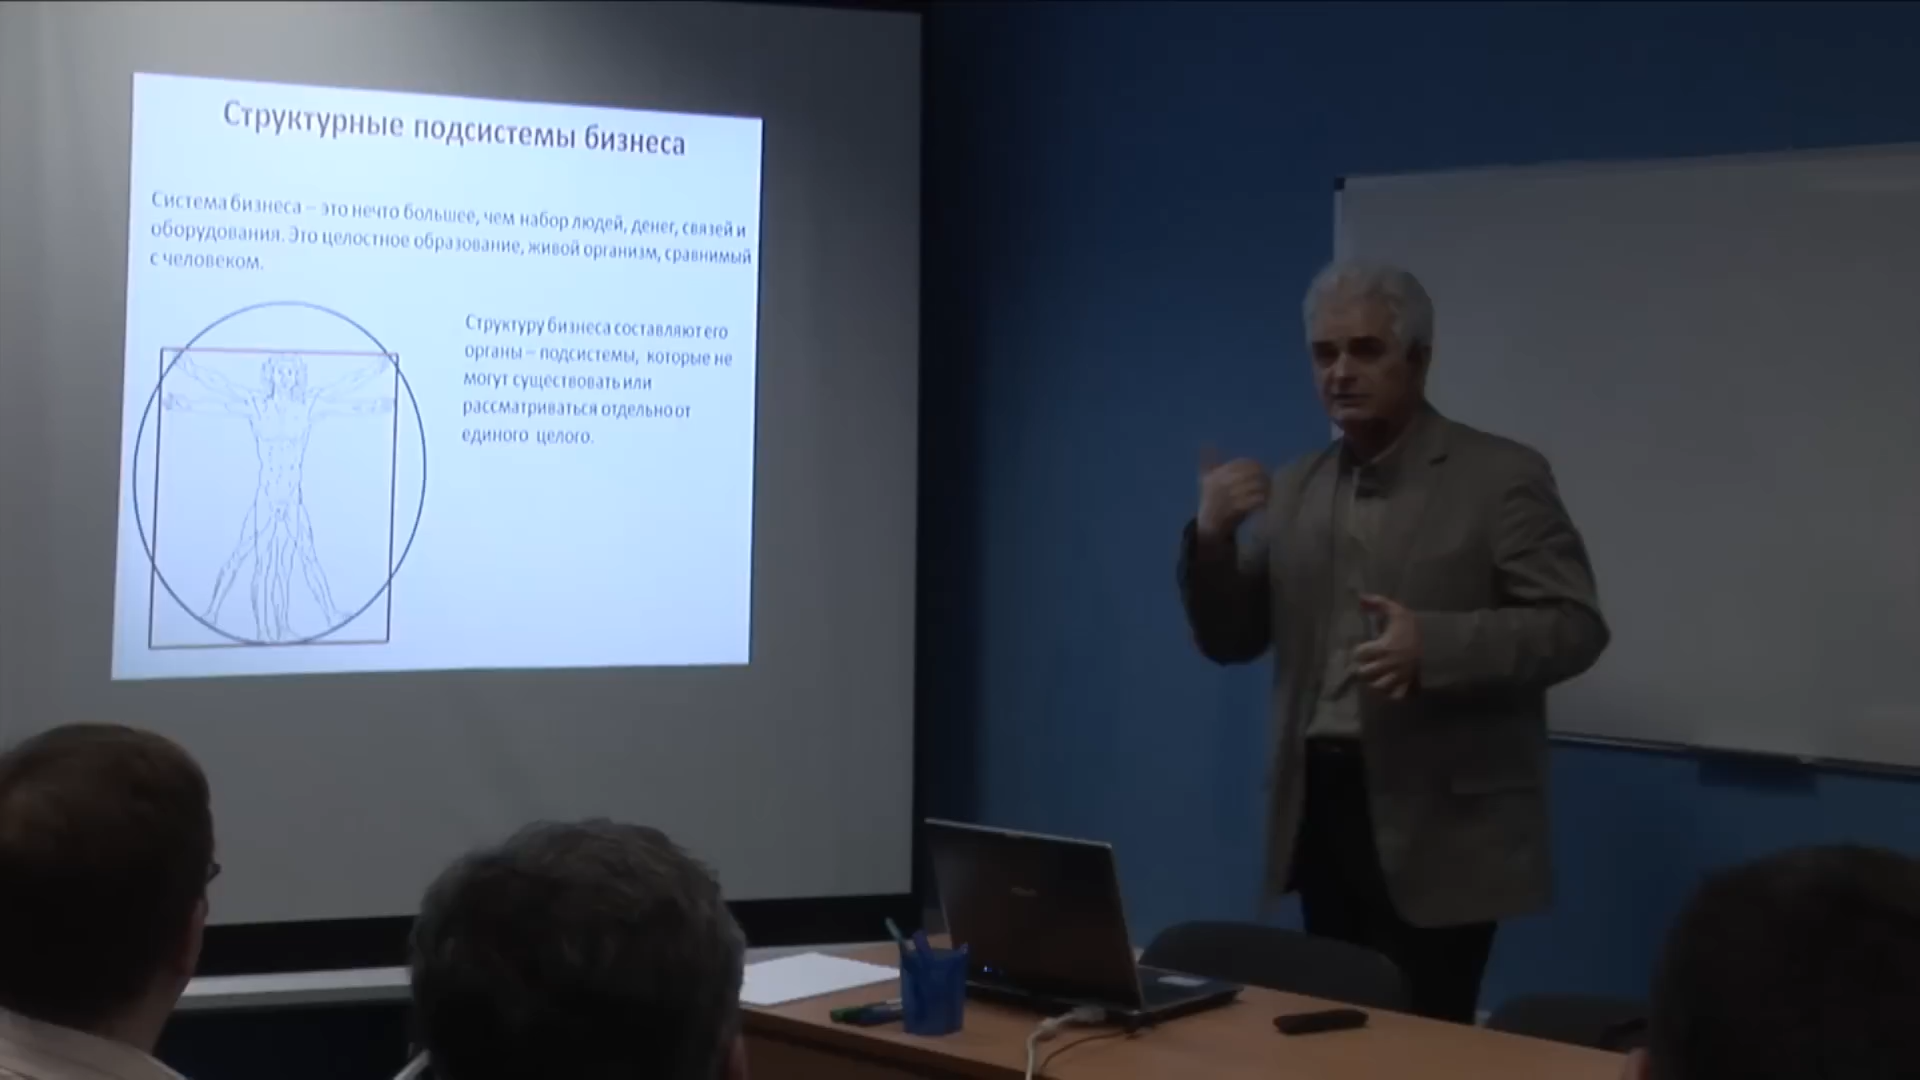 Структурные подсистемы бизнеса
Система бизнеса – это нечто большее, чем набор людей, денег, связей и
оборудования. Это целостное образование, живой организм, сравнимый
с человеком.
Структуру бизнеса составляют его
органы – подсистемы, которые не
могут существовать или
рассматриваться отдельно от
единого целого.